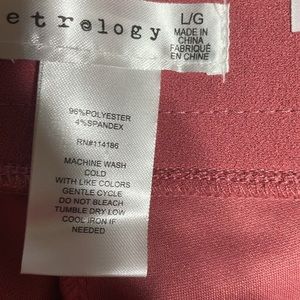 etrology
L/G
MADE IN
CHINA
FABRIQUÉ
EN CHINE
96%POLYESTER
4%SPANDEX
RN#114186
MACHINE WASH
COLD
WITH LIKE COLORS
GENTLE CYCLE
DO NOT BLEACH
TUMBLE DRY LOW
COOL IRON IF
NEEDED